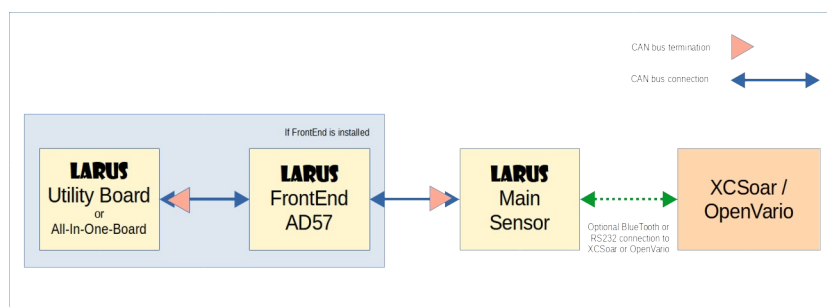 CAN bus termination
CAN bus connection
If FrontEnd is installed
LARUS
Utility Board
or
All-In-One-Board
LARUS
FrontEnd
AD57
LARUS
Main
Sensor
XCSoar /
OpenVario
Optional BlueTooth or
RS232 connection to
XCSoar or OpenVario